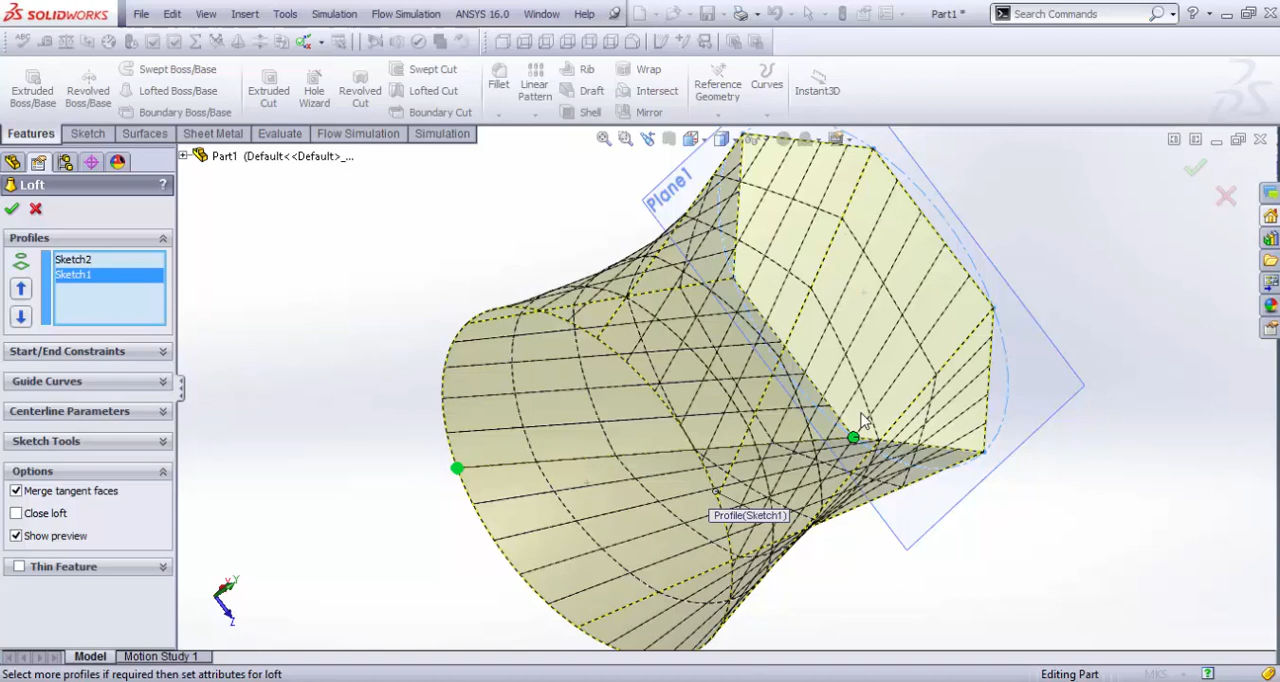 SOLIDWORKS File Edit View Insert Tools Simulation Flow Simulation ANSYS 16.0 Window Help Part1 * Search Commands
Extruded Boss/Base
Revolved Boss/Base
Swept Boss/Base
Lofted Boss/Base
Boundary Boss/Base
Extruded Cut
Hole Wizard
Revolved Cut
Swept Cut
Lofted Cut
Boundary Cut
Fillet
Linear Pattern
Rib
Draft
Shell
Wrap
Intersect
Mirror
Reference Geometry
Curves
Instant3D
Features Sketch Surfaces Sheet Metal Evaluate Flow Simulation Simulation
Part1 (Default<<Default>_...
Loft ?
Profiles
Sketch2
Sketch1
Start/End Constraints
Guide Curves
Centerline Parameters
Sketch Tools
Options
Merge tangent faces
Close loft
Show preview
Thin Feature
Plane1
Profile(Sketch1)
Y
X
Z
Model Motion Study 1
Select more profiles if required then set attributes for loft Editing Part MKS ?